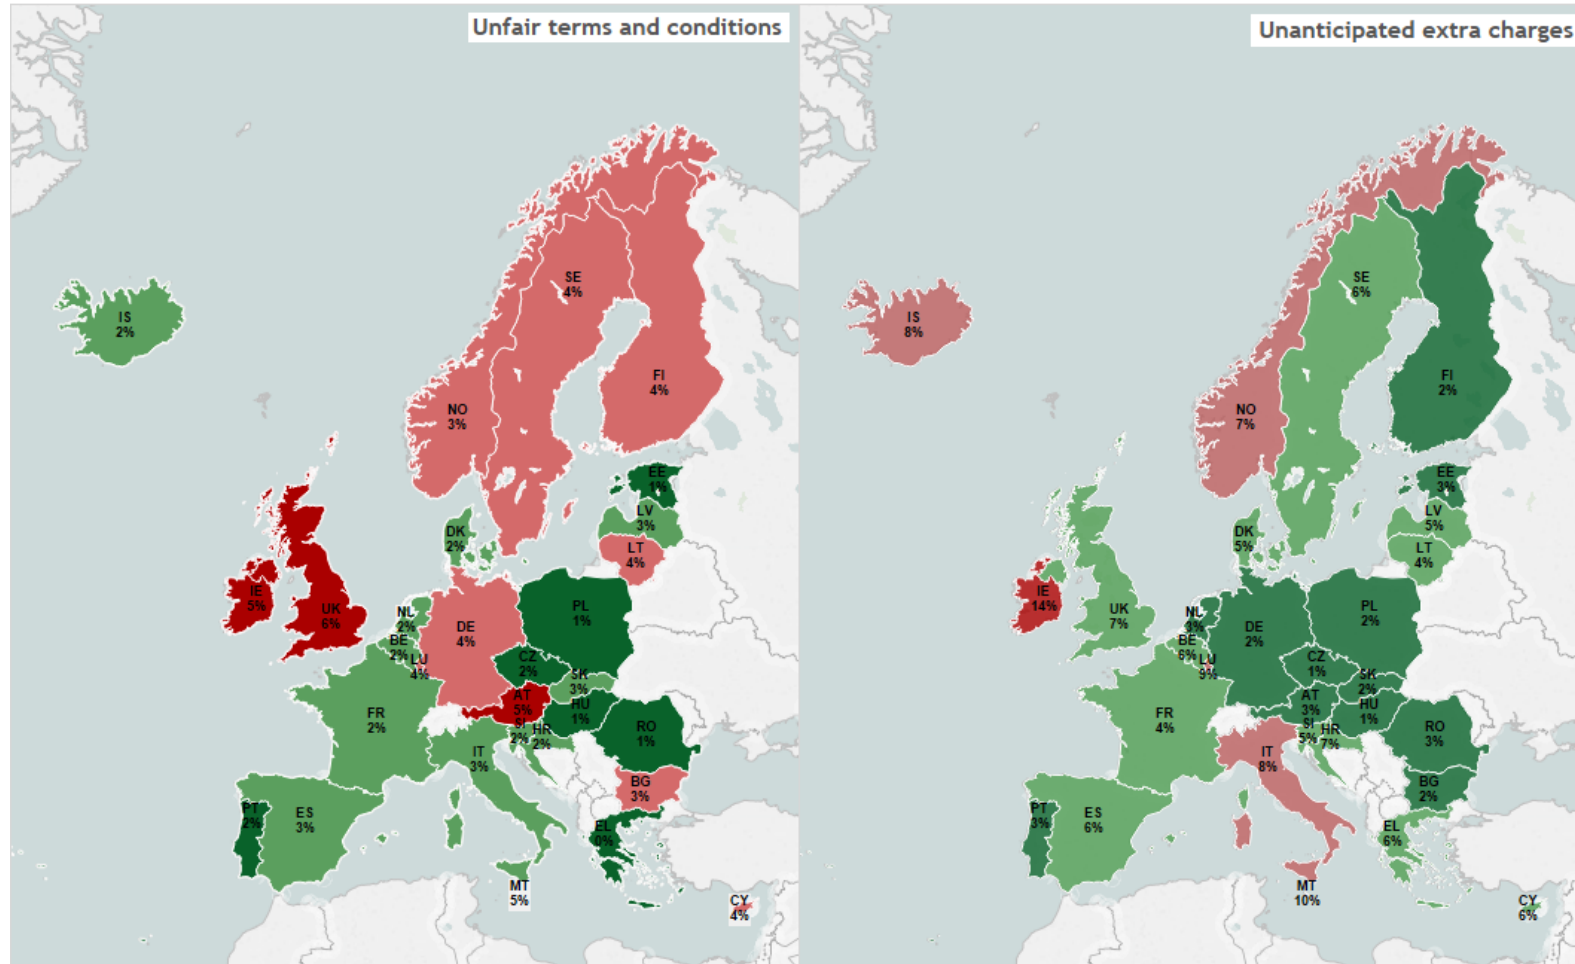 Unfair terms and conditions
SE
4%
IS
2%
FI
4%
NO
3%
EE
1%
LV
3%
DK
2%
LT
4%
IE
5%
UK
6%
NL
2%
PL
1%
DE
4%
BE
2%
LU
4%
CZ
2%
SK
3%
AT
5%
HU
1%
FR
2%
SI
2%
HR
2%
RO
1%
IT
3%
BG
3%
PT
2%
ES
3%
EL
0%
MT
5%
CY
4%
Unanticipated extra charges
SE
6%
IS
8%
FI
2%
NO
7%
EE
3%
LV
5%
DK
5%
LT
4%
IE
14%
UK
7%
NL
3%
PL
2%
DE
2%
BE
6%
LU
9%
CZ
1%
SK
2%
AT
3%
HU
1%
FR
4%
SI
5%
HR
7%
RO
3%
IT
8%
BG
2%
PT
3%
ES
6%
EL
6%
MT
10%
CY
6%